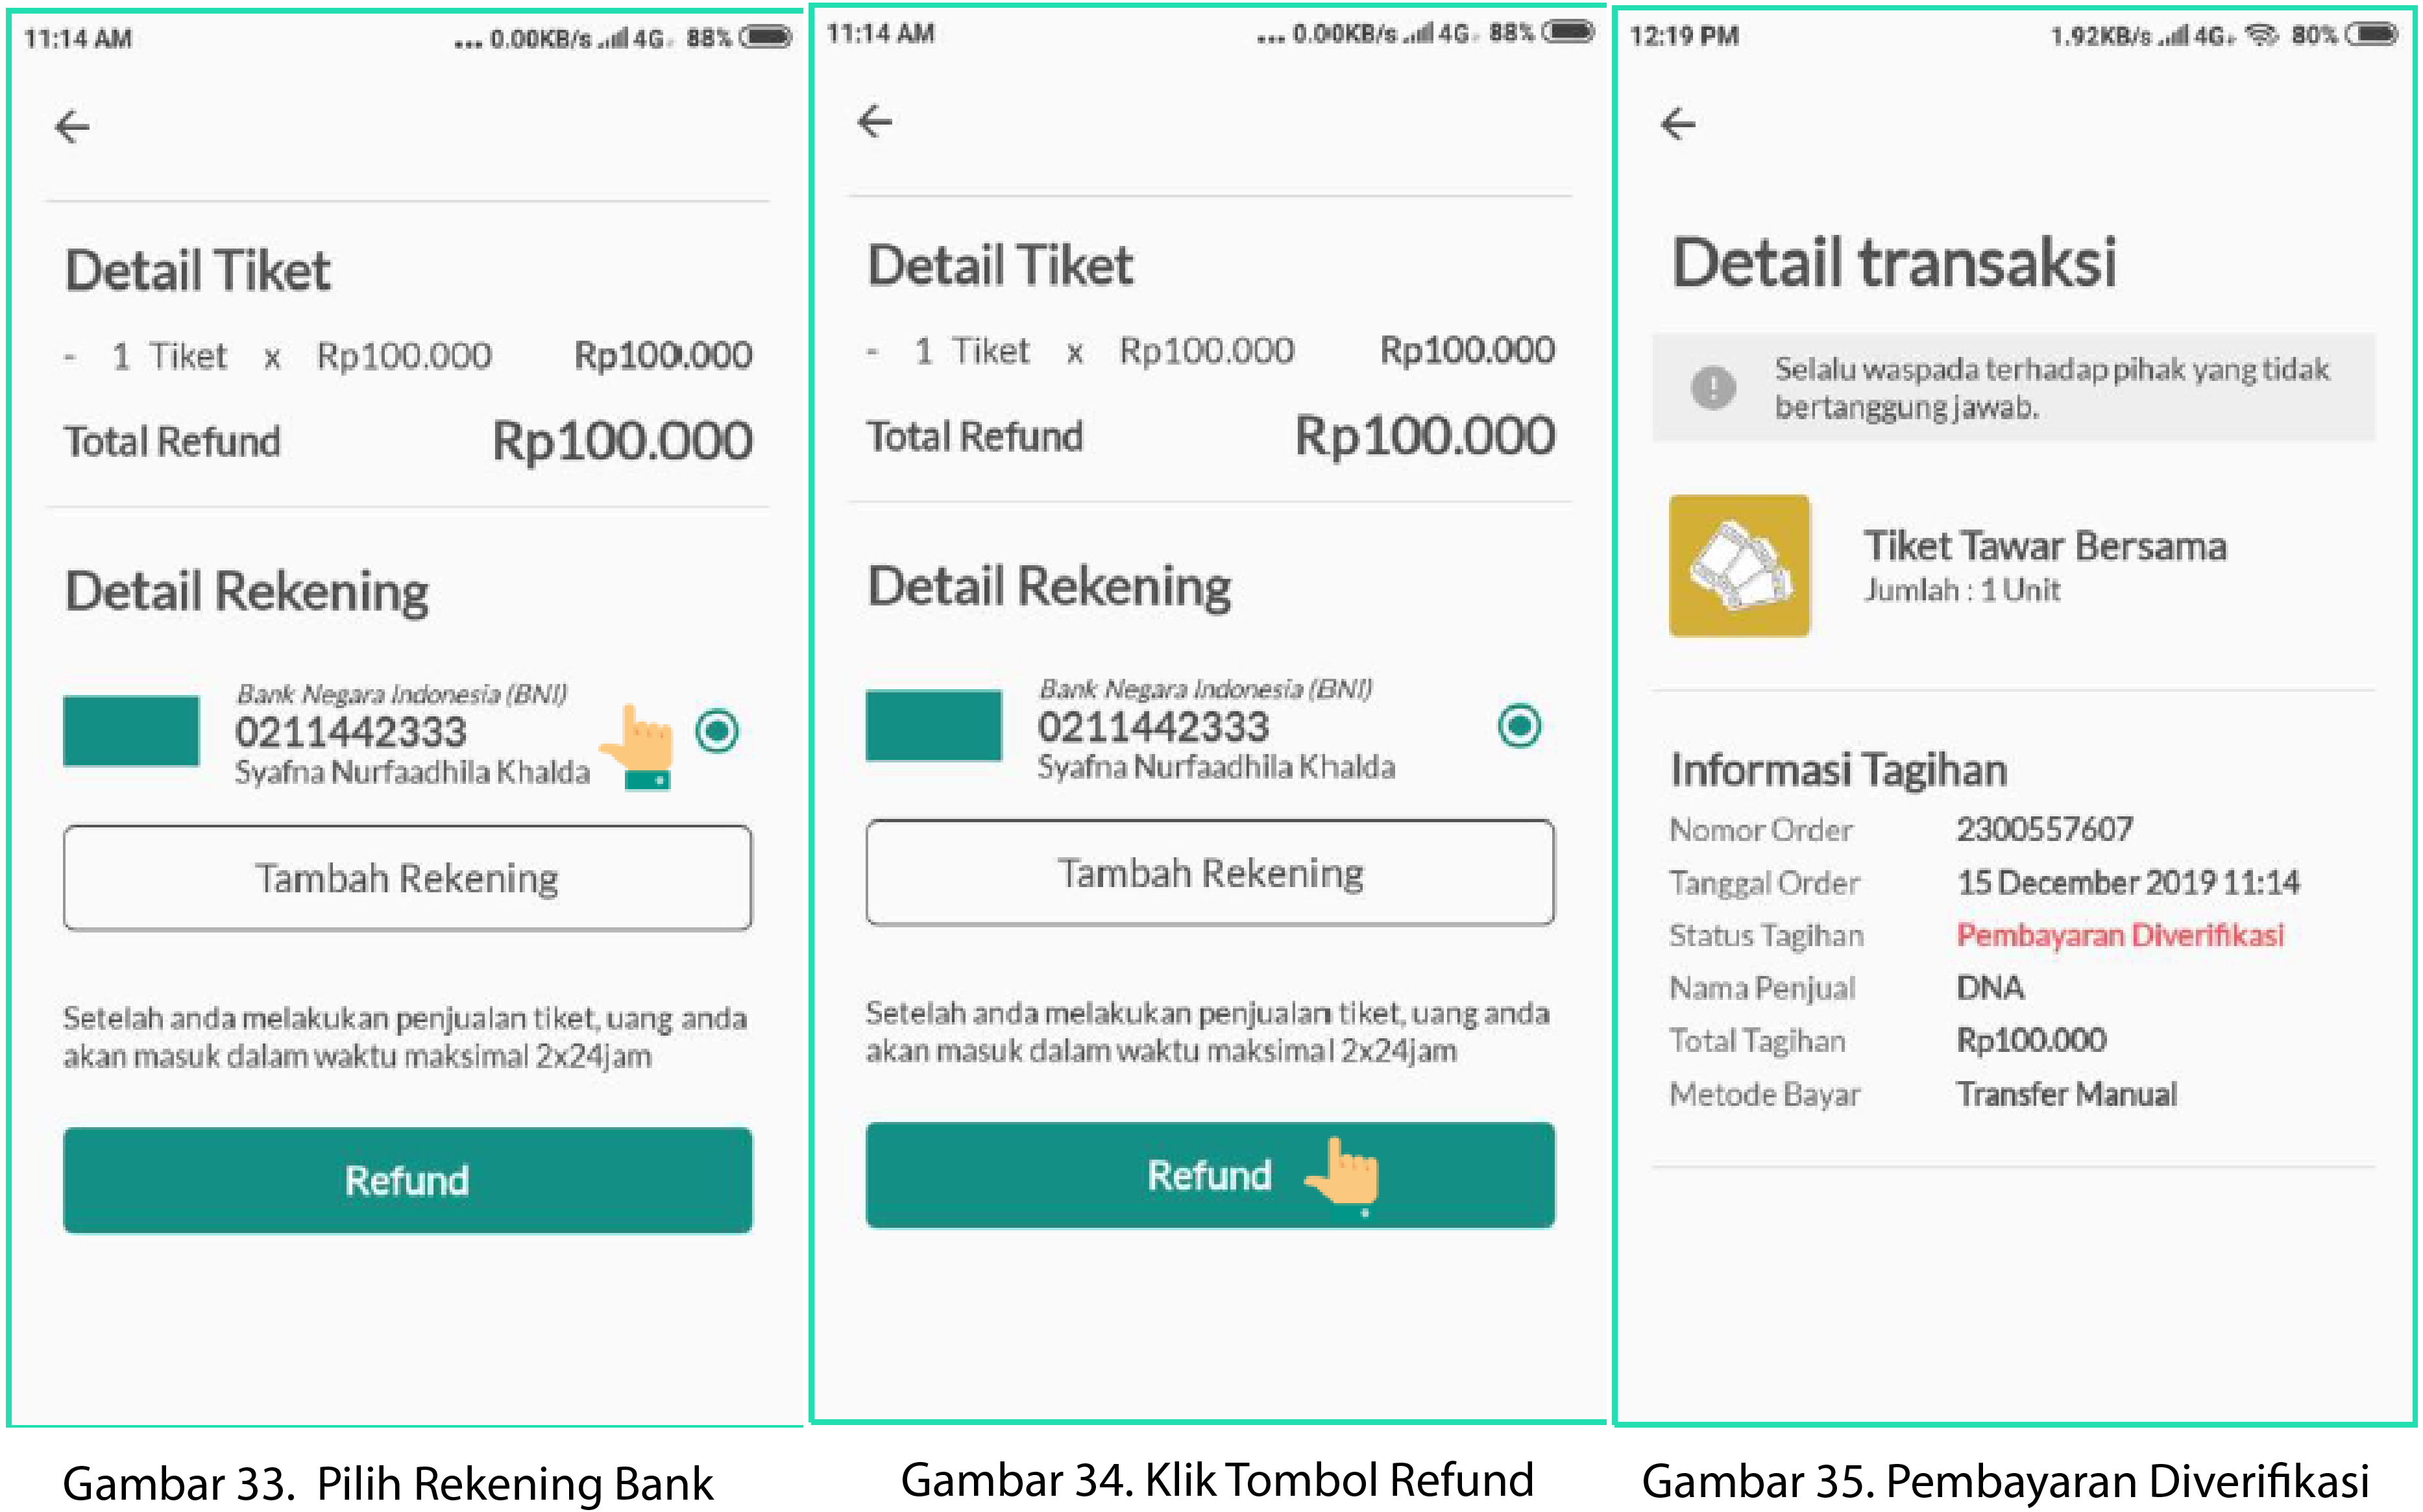 11:14 AM
... 0.00KB/s 4G 88%
Detail Tiket
- 1 Tiket x Rp100.000 Rp100.000
Total Refund Rp100.000
Detail Rekening
Bank Negara Indonesia (BNI)
0211442333
Syafna Nurfaadhila Khalda
Tambah Rekening
Setelah anda melakukan penjualan tiket, uang anda
akan masuk dalam waktu maksimal 2x24jam
Refund
Gambar 33. Pilih Rekening Bank
11:14 AM
... 0.00KB/s 4G 88%
Detail Tiket
- 1 Tiket x Rp100.000 Rp100.000
Total Refund Rp100.000
Detail Rekening
Bank Negara Indonesia (BNI)
0211442333
Syafna Nurfaadhila Khalda
Tambah Rekening
Setelah anda melakukan penjualan tiket, uang anda
akan masuk dalam waktu maksimal 2x24jam
Refund
Gambar 34. Klik Tombol Refund
12:19 PM
1.92KB/s 4G+ 80%
Detail transaksi
Selalu waspada terhadap pihak yang tidak
bertanggung jawab.
Tiket Tawar Bersama
Jumlah : 1 Unit
Informasi Tagihan
Nomor Order 2300557607
Tanggal Order 15 December 2019 11:14
Status Tagihan Pembayaran Diverifikasi
Nama Penjual DNA
Total Tagihan Rp100.000
Metode Bayar Transfer Manual
Gambar 35. Pembayaran Diverifikasi